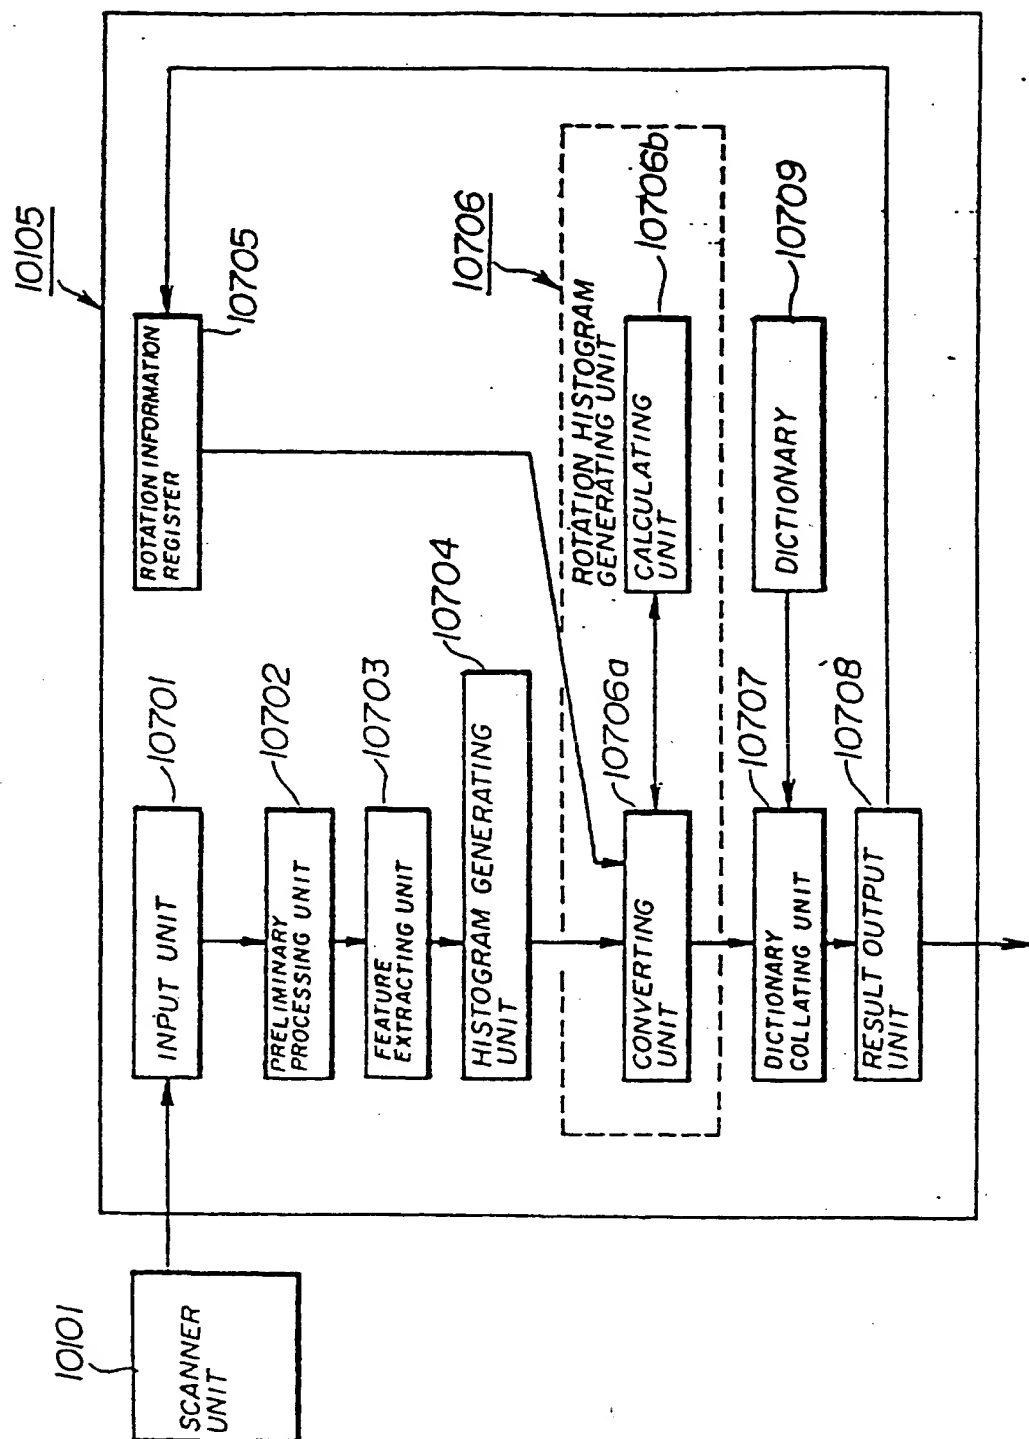 10105
10101
SCANNER
UNIT
10701
INPUT UNIT
10702
PRELIMINARY
PROCESSING UNIT
10703
FEATURE
EXTRACTING UNIT
10704
HISTOGRAM GENERATING
UNIT
10705
ROTATION INFORMATION
REGISTER
10706
ROTATION HISTOGRAM
GENERATING UNIT
10706a
CONVERTING
UNIT
10706b
CALCULATING
UNIT
10707
DICTIONARY
COLLATING UNIT
10709
DICTIONARY
10708
RESULT OUTPUT
UNIT